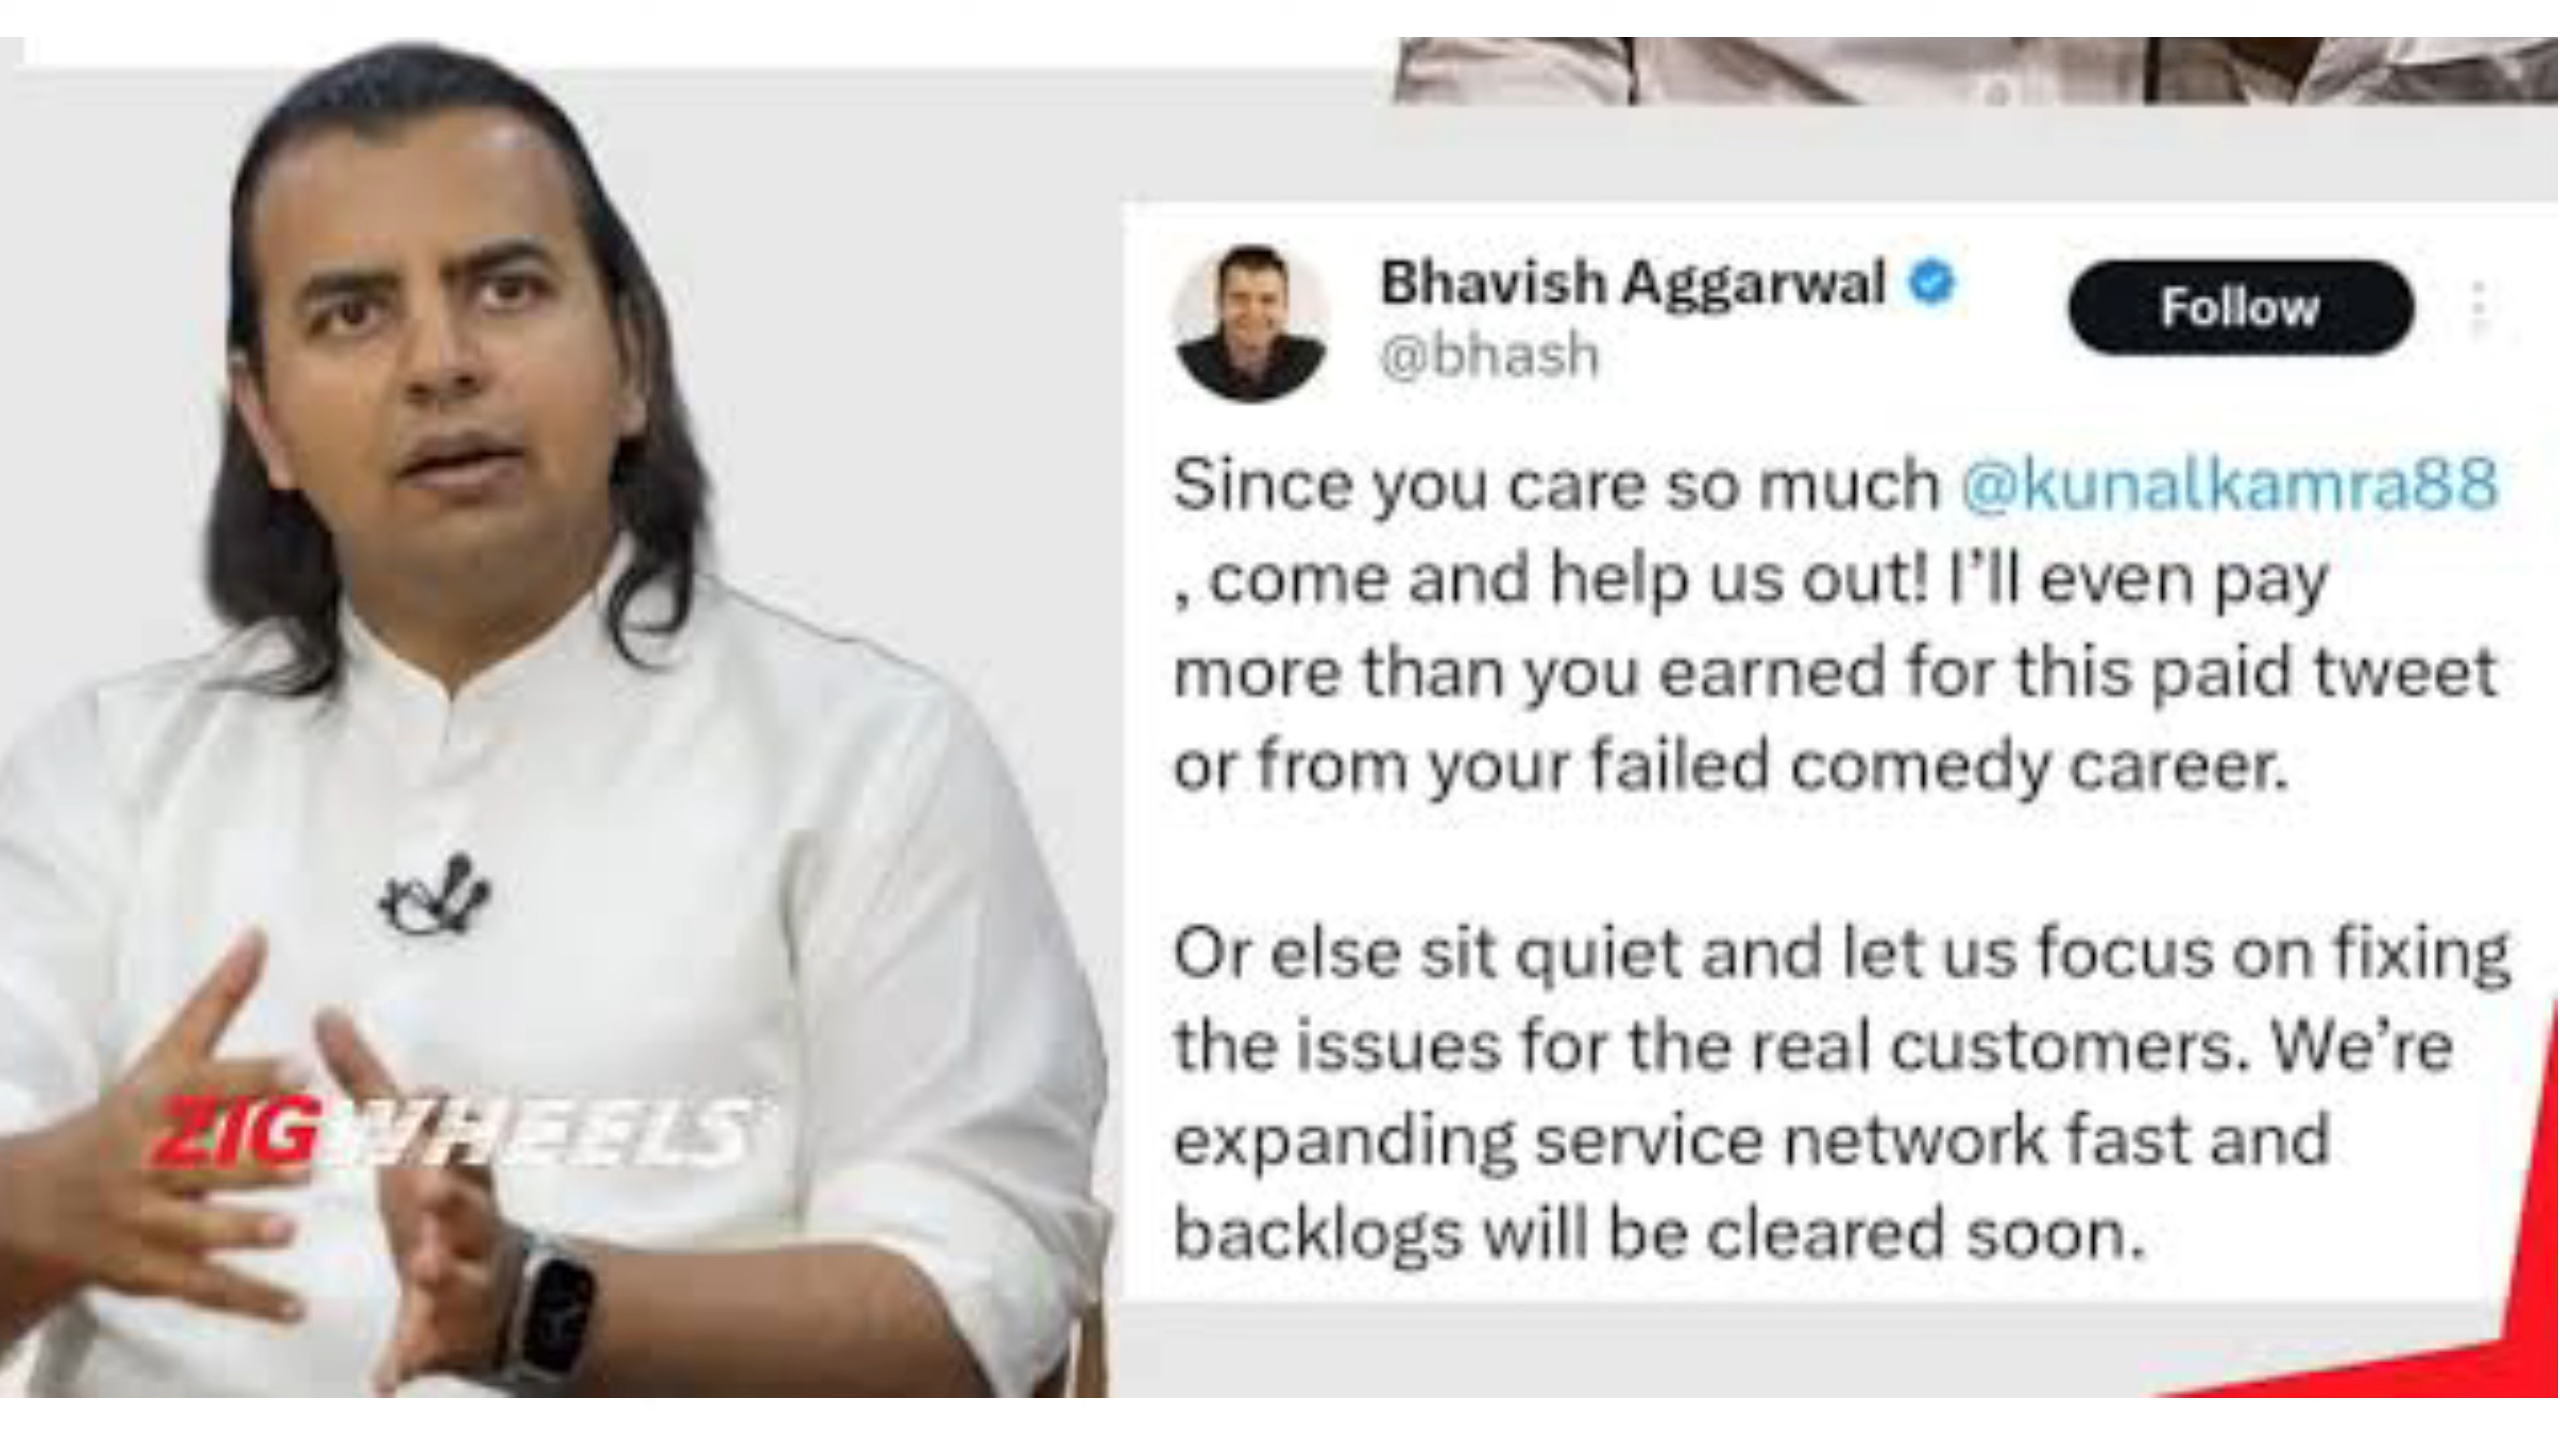 Bhavish Aggarwal
@bhash
Follow
Since you care so much @kunalkamra88
, come and help us out! I’ll even pay
more than you earned for this paid tweet
or from your failed comedy career.
Or else sit quiet and let us focus on fixing
the issues for the real customers. We’re
expanding service network fast and
backlogs will be cleared soon.
ZIGWHEELS